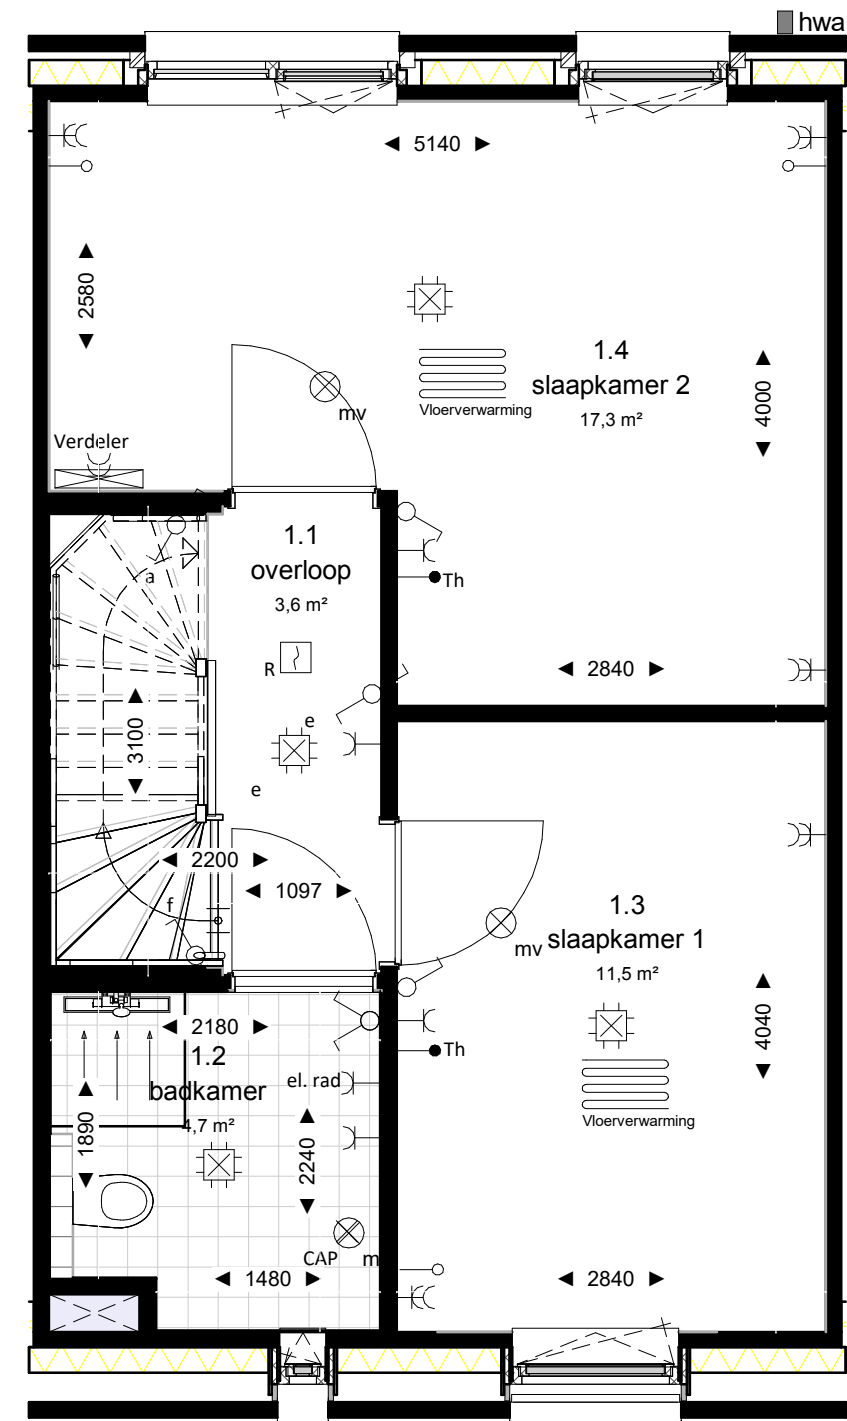 hwa
5140
2580
1.4
slaapkamer 2
17,3 m²
4000
Vloerverwarming
mv
Verdeler
1.1
overloop
3,6 m²
a
Th
R
2840
e
3100
e
2200
1097
f
1.3
slaapkamer 1
11,5 m²
mv
4040
2180
Th
1.2
badkamer
4,7 m²
el. rad
1890
2240
Vloerverwarming
CAP m
1480
2840